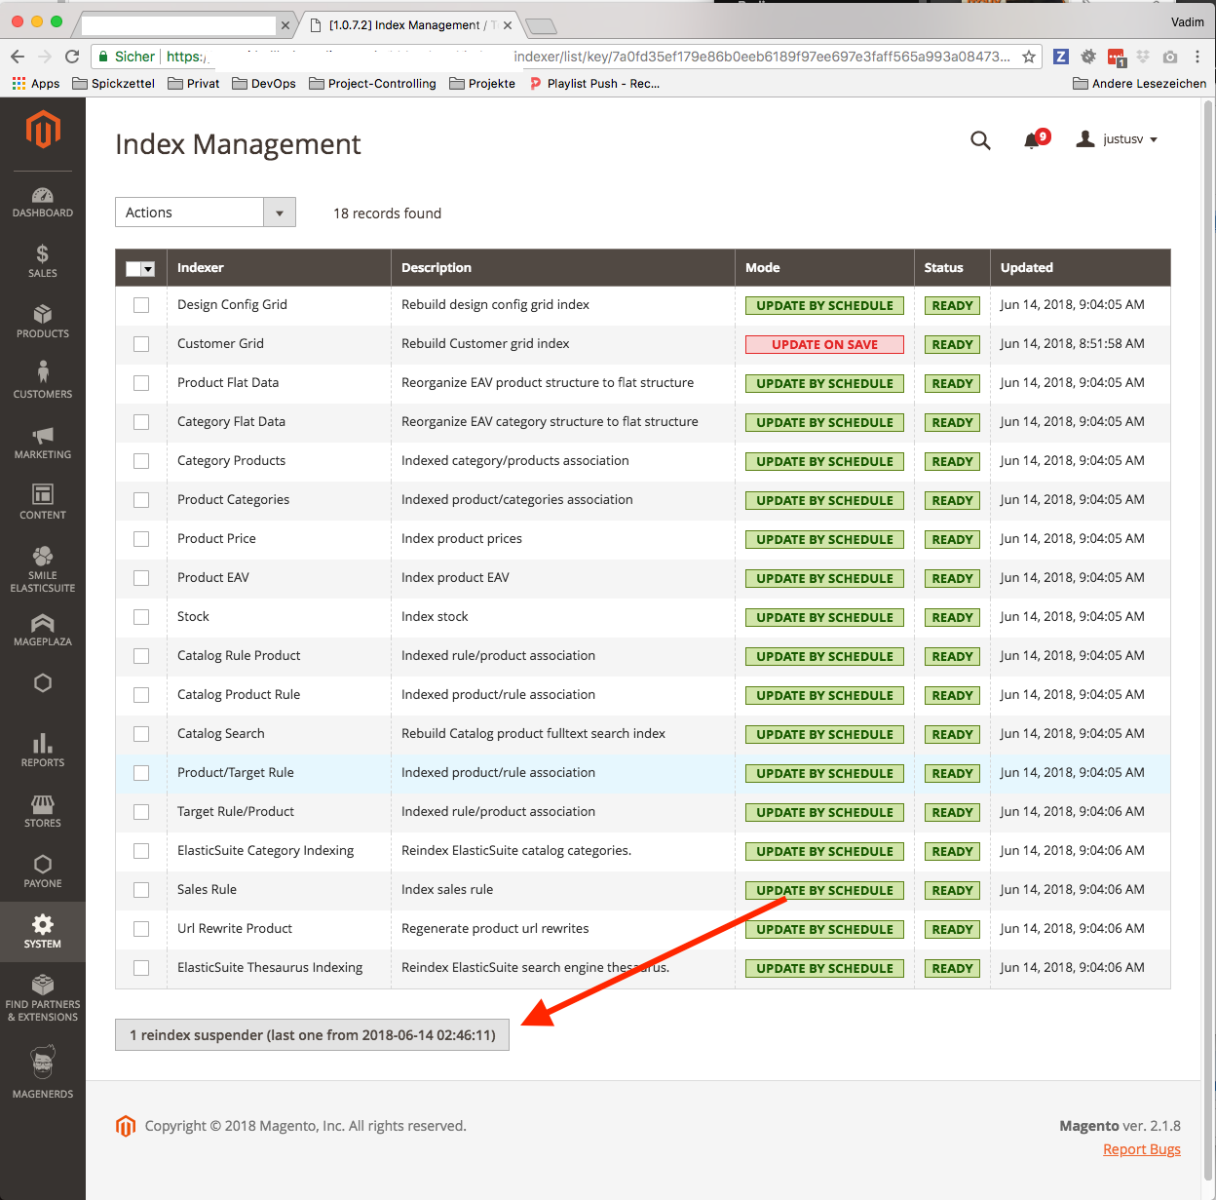 [1.0.7.2] Index Management /
Vadim
Sicher https:
indexer/list/key/7a0fd35ef179e86b0eeb6189f97ee697e3faff565a993a08473...
Z
1
Apps Spickzettel Privat DevOps Project-Controlling Projekte Playlist Push - Rec... Andere Lesezeichen
DASHBOARD
SALES
PRODUCTS
CUSTOMERS
MARKETING
CONTENT
SMILE
ELASTICSUITE
MAGEPLAZA
REPORTS
STORES
PAYONE
SYSTEM
FIND PARTNERS
& EXTENSIONS
MAGENERDS
Index Management
9
justusv
Actions 18 records found
Indexer Description Mode Status Updated
Design Config Grid Rebuild design config grid index UPDATE BY SCHEDULE READY Jun 14, 2018, 9:04:05 AM
Customer Grid Rebuild Customer grid index UPDATE ON SAVE READY Jun 14, 2018, 8:51:58 AM
Product Flat Data Reorganize EAV product structure to flat structure UPDATE BY SCHEDULE READY Jun 14, 2018, 9:04:05 AM
Category Flat Data Reorganize EAV category structure to flat structure UPDATE BY SCHEDULE READY Jun 14, 2018, 9:04:05 AM
Category Products Indexed category/products association UPDATE BY SCHEDULE READY Jun 14, 2018, 9:04:05 AM
Product Categories Indexed product/categories association UPDATE BY SCHEDULE READY Jun 14, 2018, 9:04:05 AM
Product Price Index product prices UPDATE BY SCHEDULE READY Jun 14, 2018, 9:04:05 AM
Product EAV Index product EAV UPDATE BY SCHEDULE READY Jun 14, 2018, 9:04:05 AM
Stock Index stock UPDATE BY SCHEDULE READY Jun 14, 2018, 9:04:05 AM
Catalog Rule Product Indexed rule/product association UPDATE BY SCHEDULE READY Jun 14, 2018, 9:04:05 AM
Catalog Product Rule Indexed product/rule association UPDATE BY SCHEDULE READY Jun 14, 2018, 9:04:05 AM
Catalog Search Rebuild Catalog product fulltext search index UPDATE BY SCHEDULE READY Jun 14, 2018, 9:04:05 AM
Product/Target Rule Indexed product/rule association UPDATE BY SCHEDULE READY Jun 14, 2018, 9:04:05 AM
Target Rule/Product Indexed rule/product association UPDATE BY SCHEDULE READY Jun 14, 2018, 9:04:06 AM
ElasticSuite Category Indexing Reindex ElasticSuite catalog categories. UPDATE BY SCHEDULE READY Jun 14, 2018, 9:04:06 AM
Sales Rule Index sales rule UPDATE BY SCHEDULE READY Jun 14, 2018, 9:04:06 AM
Url Rewrite Product Regenerate product url rewrites UPDATE BY SCHEDULE READY Jun 14, 2018, 9:04:06 AM
ElasticSuite Thesaurus Indexing Reindex ElasticSuite search engine thesaurus. UPDATE BY SCHEDULE READY Jun 14, 2018, 9:04:06 AM
1 reindex suspender (last one from 2018-06-14 02:46:11)
Copyright © 2018 Magento, Inc. All rights reserved.
Magento ver. 2.1.8
Report Bugs